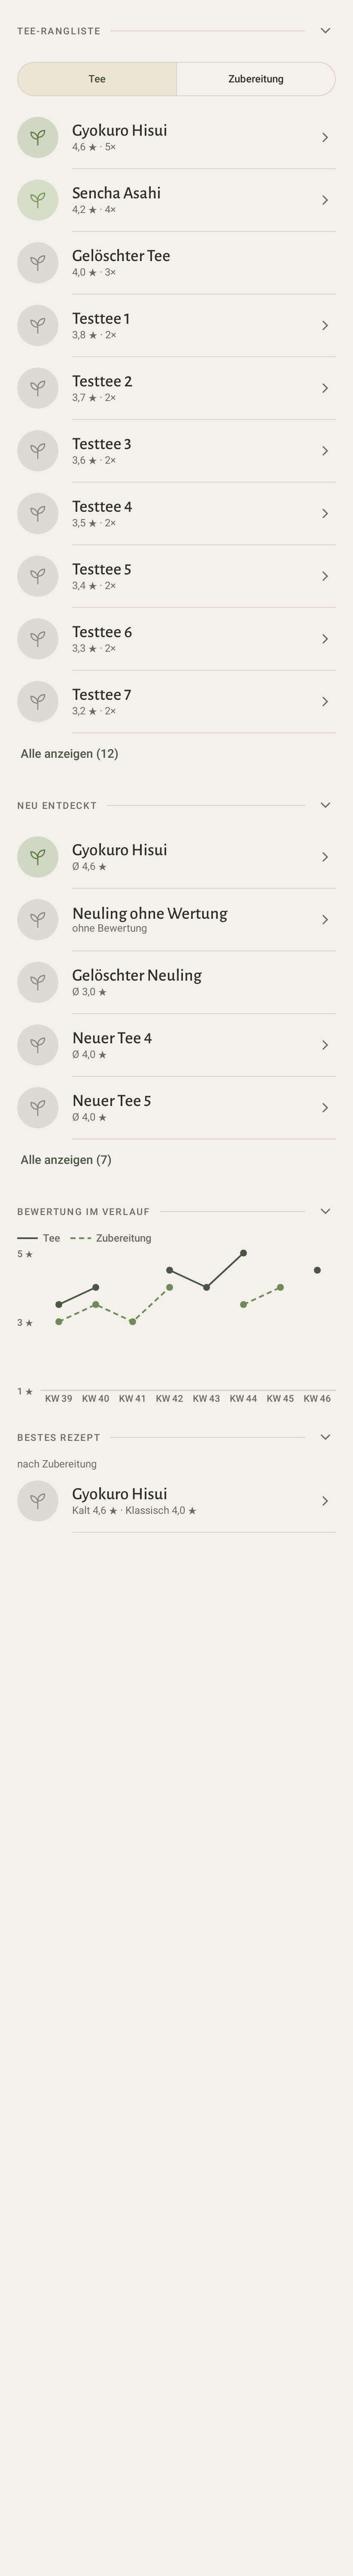 TEE-RANGLISTE
Tee
Zubereitung
Gyokuro Hisui
4,6 ★ · 5×
Sencha Asahi
4,2 ★ · 4×
Gelöschter Tee
4,0 ★ · 3×
Testtee 1
3,8 ★ · 2×
Testtee 2
3,7 ★ · 2×
Testtee 3
3,6 ★ · 2×
Testtee 4
3,5 ★ · 2×
Testtee 5
3,4 ★ · 2×
Testtee 6
3,3 ★ · 2×
Testtee 7
3,2 ★ · 2×
Alle anzeigen (12)
NEU ENTDECKT
Gyokuro Hisui
Ø 4,6 ★
Neuling ohne Wertung
ohne Bewertung
Gelöschter Neuling
Ø 3,0 ★
Neuer Tee 4
Ø 4,0 ★
Neuer Tee 5
Ø 4,0 ★
Alle anzeigen (7)
BEWERTUNG IM VERLAUF
Tee
Zubereitung
5 ★
3 ★
1 ★
KW 39 KW 40 KW 41 KW 42 KW 43 KW 44 KW 45 KW 46
BESTES REZEPT
nach Zubereitung
Gyokuro Hisui
Kalt 4,6 ★ · Klassisch 4,0 ★